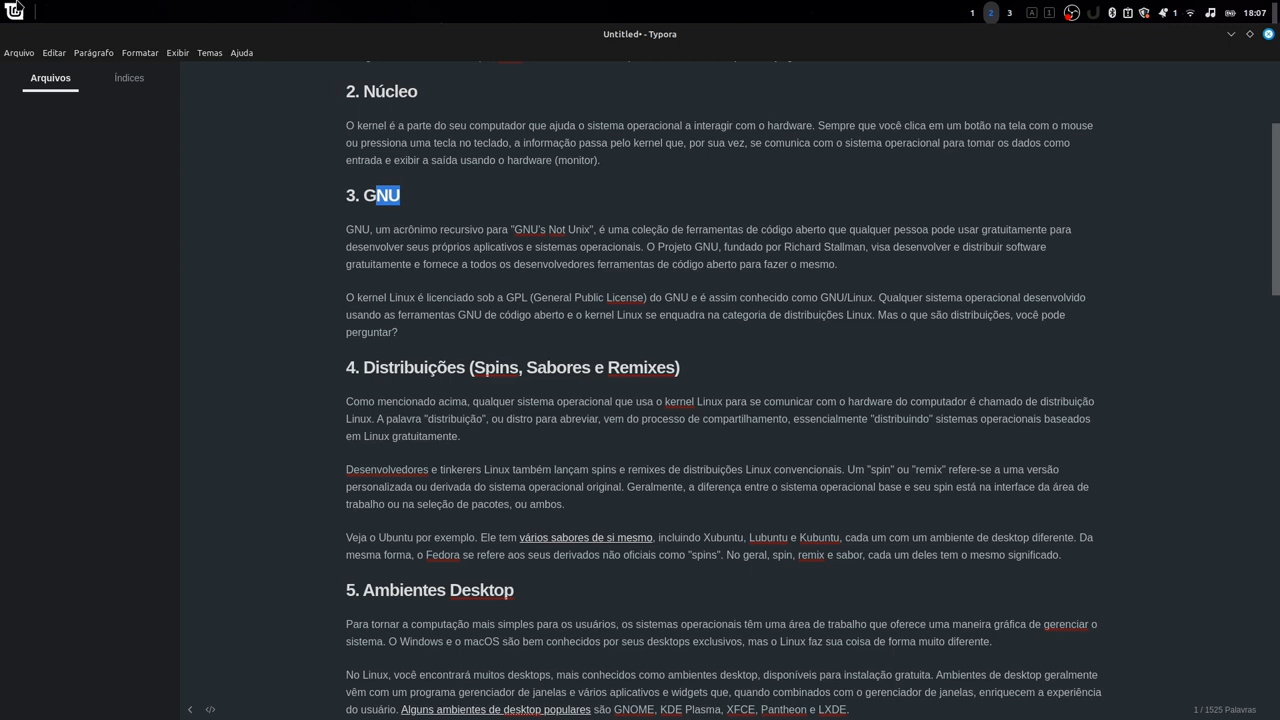 1 2 3 A 1 1 18:07
Untitled• - Typora
Arquivo Editar Parágrafo Formatar Exibir Temas Ajuda
Arquivos Índices
2. Núcleo
O kernel é a parte do seu computador que ajuda o sistema operacional a interagir com o hardware. Sempre que você clica em um botão na tela com o mouse
ou pressiona uma tecla no teclado, a informação passa pelo kernel que, por sua vez, se comunica com o sistema operacional para tomar os dados como
entrada e exibir a saída usando o hardware (monitor).
3. GNU
GNU, um acrônimo recursivo para "GNU's Not Unix", é uma coleção de ferramentas de código aberto que qualquer pessoa pode usar gratuitamente para
desenvolver seus próprios aplicativos e sistemas operacionais. O Projeto GNU, fundado por Richard Stallman, visa desenvolver e distribuir software
gratuitamente e fornece a todos os desenvolvedores ferramentas de código aberto para fazer o mesmo.
O kernel Linux é licenciado sob a GPL (General Public License) do GNU e é assim conhecido como GNU/Linux. Qualquer sistema operacional desenvolvido
usando as ferramentas GNU de código aberto e o kernel Linux se enquadra na categoria de distribuições Linux. Mas o que são distribuições, você pode
perguntar?
4. Distribuições (Spins, Sabores e Remixes)
Como mencionado acima, qualquer sistema operacional que usa o kernel Linux para se comunicar com o hardware do computador é chamado de distribuição
Linux. A palavra "distribuição", ou distro para abreviar, vem do processo de compartilhamento, essencialmente "distribuindo" sistemas operacionais baseados
em Linux gratuitamente.
Desenvolvedores e tinkerers Linux também lançam spins e remixes de distribuições Linux convencionais. Um "spin" ou "remix" refere-se a uma versão
personalizada ou derivada do sistema operacional original. Geralmente, a diferença entre o sistema operacional base e seu spin está na interface da área de
trabalho ou na seleção de pacotes, ou ambos.
Veja o Ubuntu por exemplo. Ele tem vários sabores de si mesmo, incluindo Xubuntu, Lubuntu e Kubuntu, cada um com um ambiente de desktop diferente. Da
mesma forma, o Fedora se refere aos seus derivados não oficiais como "spins". No geral, spin, remix e sabor, cada um deles tem o mesmo significado.
5. Ambientes Desktop
Para tornar a computação mais simples para os usuários, os sistemas operacionais têm uma área de trabalho que oferece uma maneira gráfica de gerenciar o
sistema. O Windows e o macOS são bem conhecidos por seus desktops exclusivos, mas o Linux faz sua coisa de forma muito diferente.
No Linux, você encontrará muitos desktops, mais conhecidos como ambientes desktop, disponíveis para instalação gratuita. Ambientes de desktop geralmente
vêm com um programa gerenciador de janelas e vários aplicativos e widgets que, quando combinados com o gerenciador de janelas, enriquecem a experiência
do usuário. Alguns ambientes de desktop populares são GNOME, KDE Plasma, XFCE, Pantheon e LXDE.
1 / 1525 Palavras